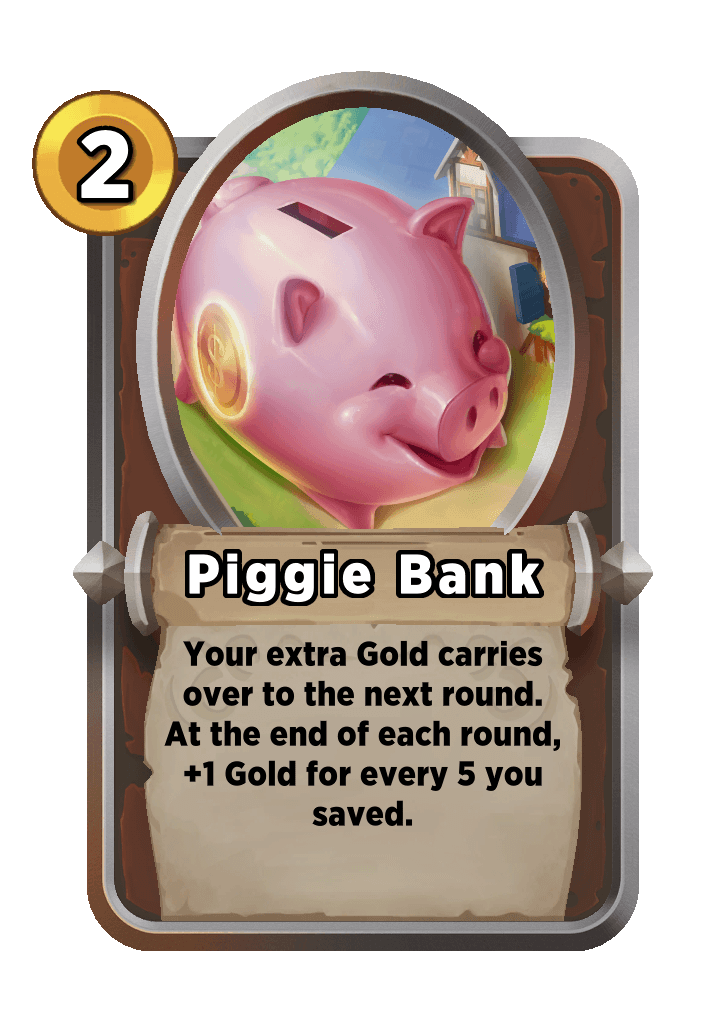 2
Piggie Bank
Your extra Gold carries
over to the next round.
At the end of each round,
+1 Gold for every 5 you
saved.